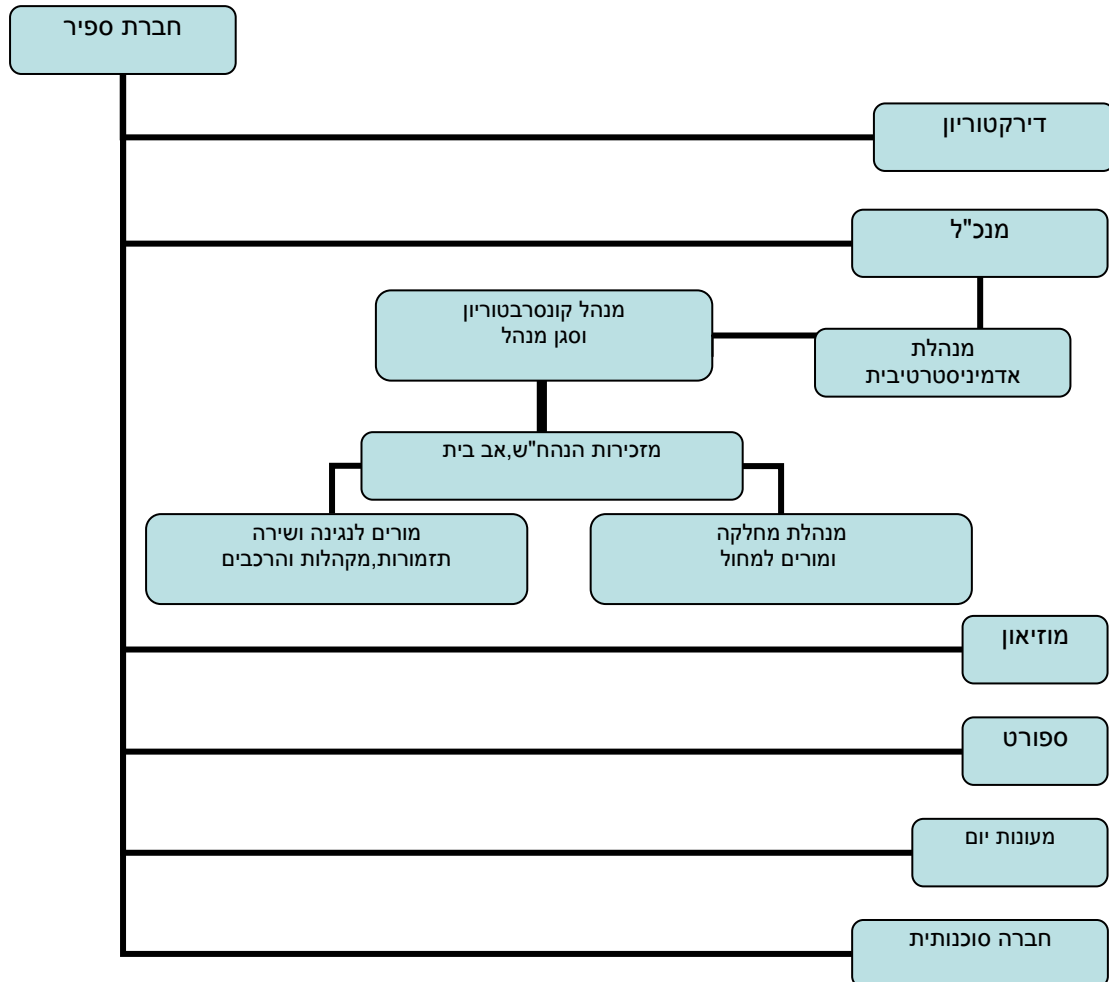 חברת ספיר
דירקטוריון
מנכ"ל
מנהל קונסרבטוריון
וסגן מנהל
מנהלת
אדמיניסטרטיבית
מזכירות הנהח"ש,אב בית
מורים לנגינה ושירה
תזמורות,מקהלות והרכבים
מנהלת מחלקה
ומורים למחול
מוזיאון
ספורט
מעונות יום
חברה סוכנותית